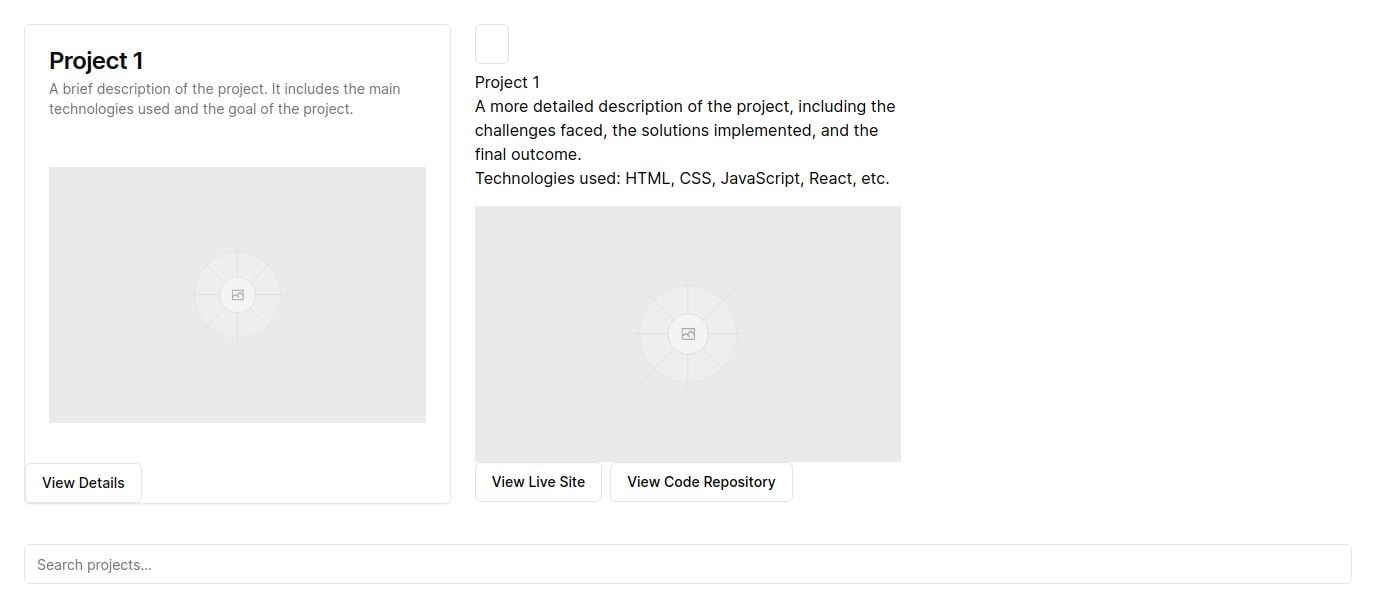 Project 1
A brief description of the project. It includes the main
technologies used and the goal of the project.
View Details
Project 1
A more detailed description of the project, including the
challenges faced, the solutions implemented, and the
final outcome.
Technologies used: HTML, CSS, JavaScript, React, etc.
View Live Site
View Code Repository
Search projects...